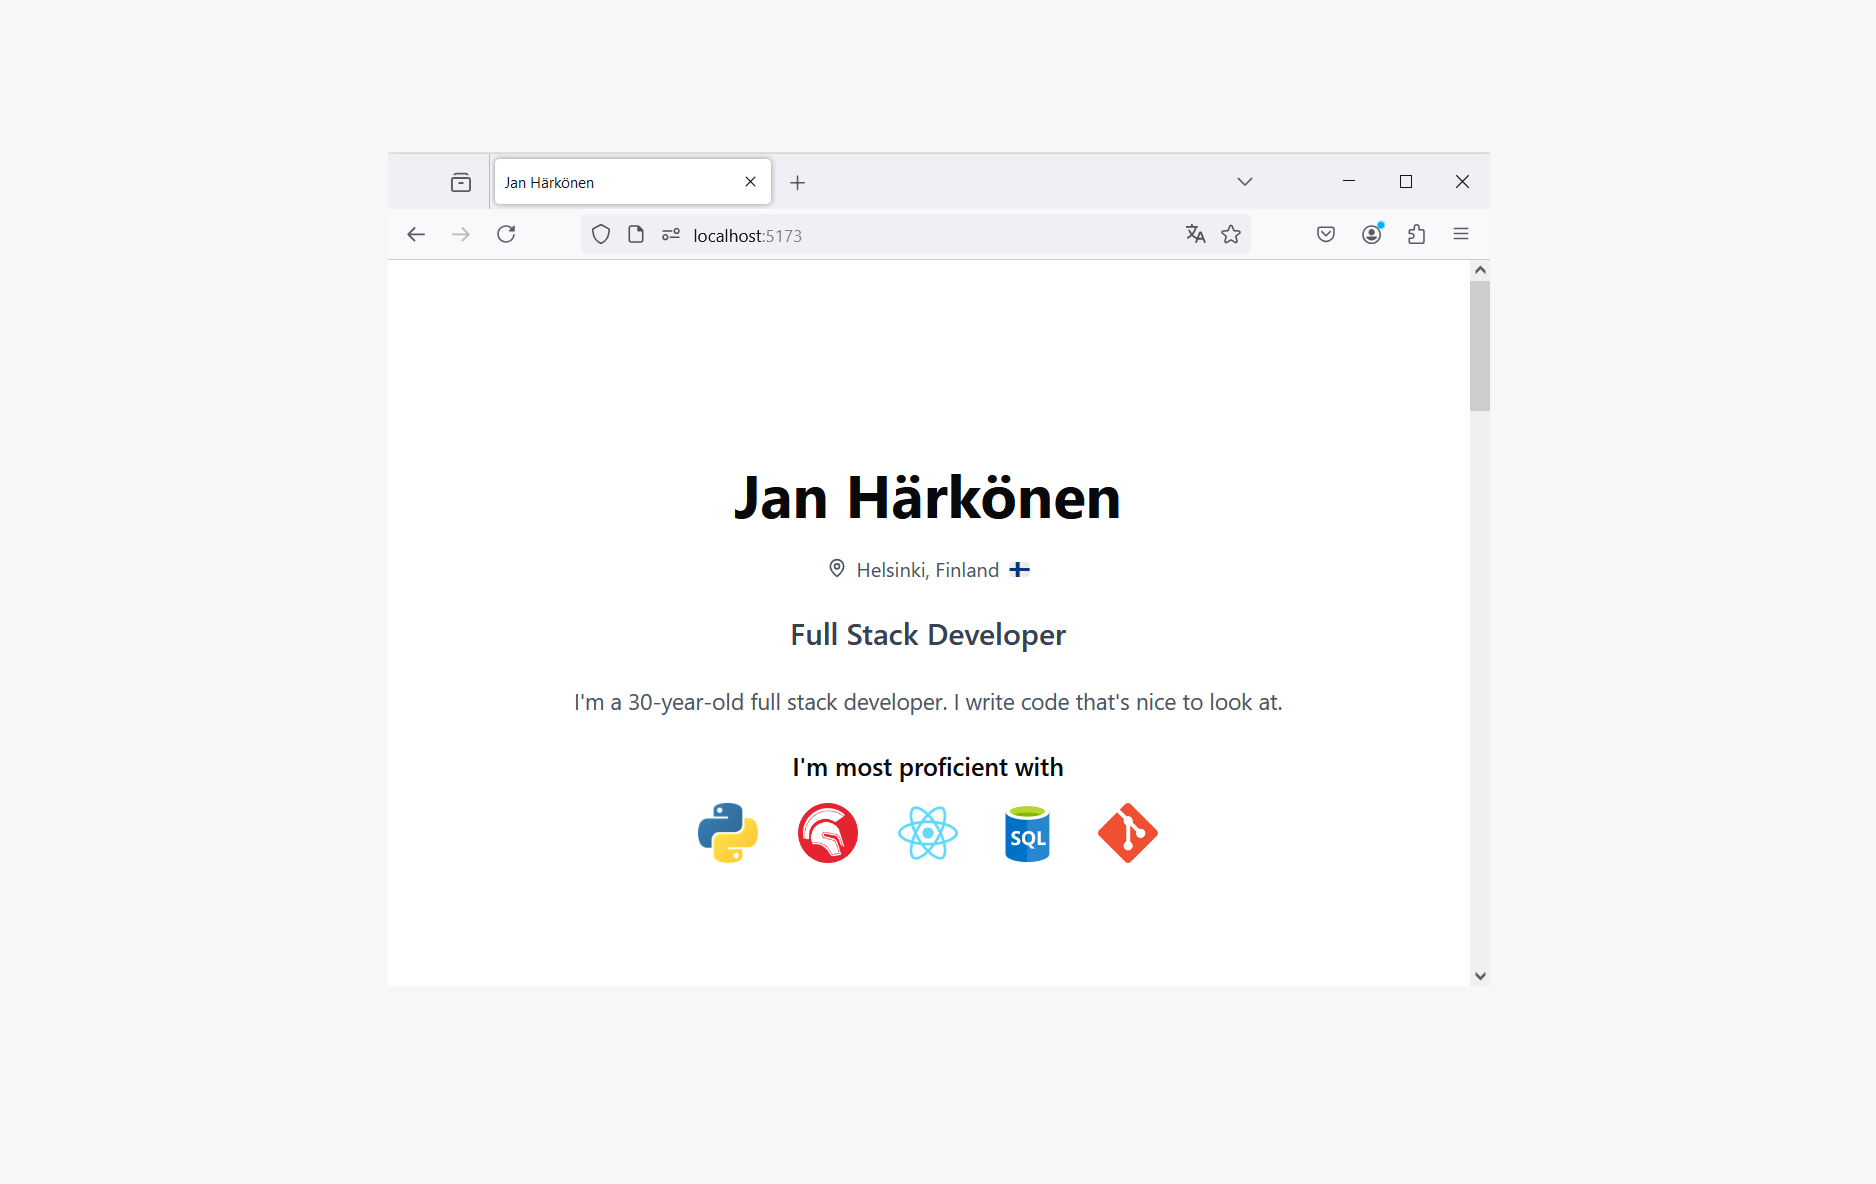 Jan Härkönen
localhost:5173
Jan Härkönen
Helsinki, Finland
Full Stack Developer
I'm a 30-year-old full stack developer. I write code that's nice to look at.
I'm most proficient with
SQL